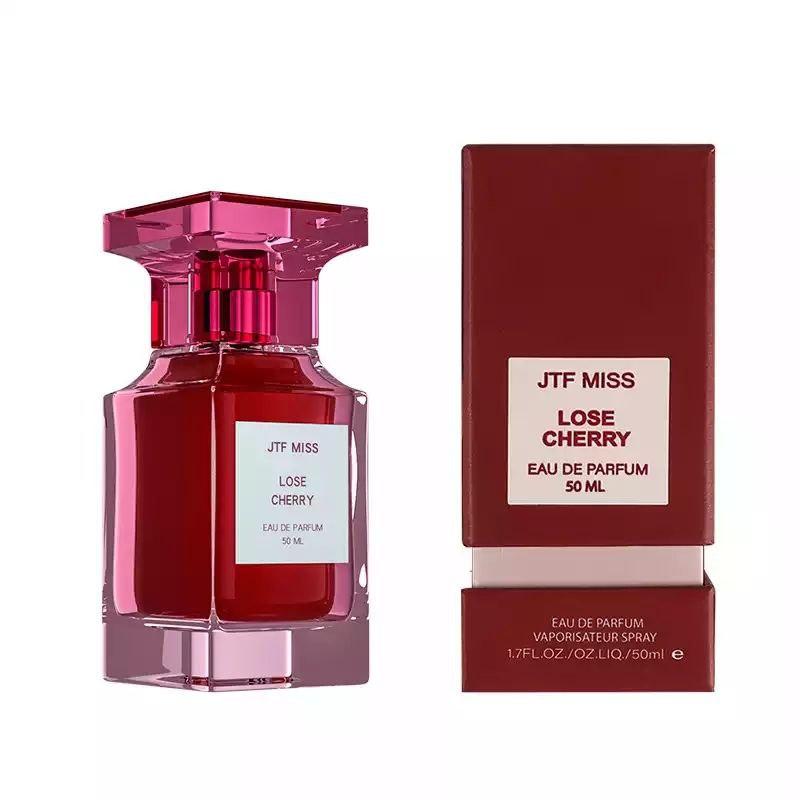 JTF MISS
LOSE
CHERRY
EAU DE PARFUM
50 ML
JTF MISS
LOSE
CHERRY
EAU DE PARFUM
50 ML
EAU DE PARFUM
VAPORISATEUR SPRAY
1.7FL.OZ./OZ.LIQ./50ml e